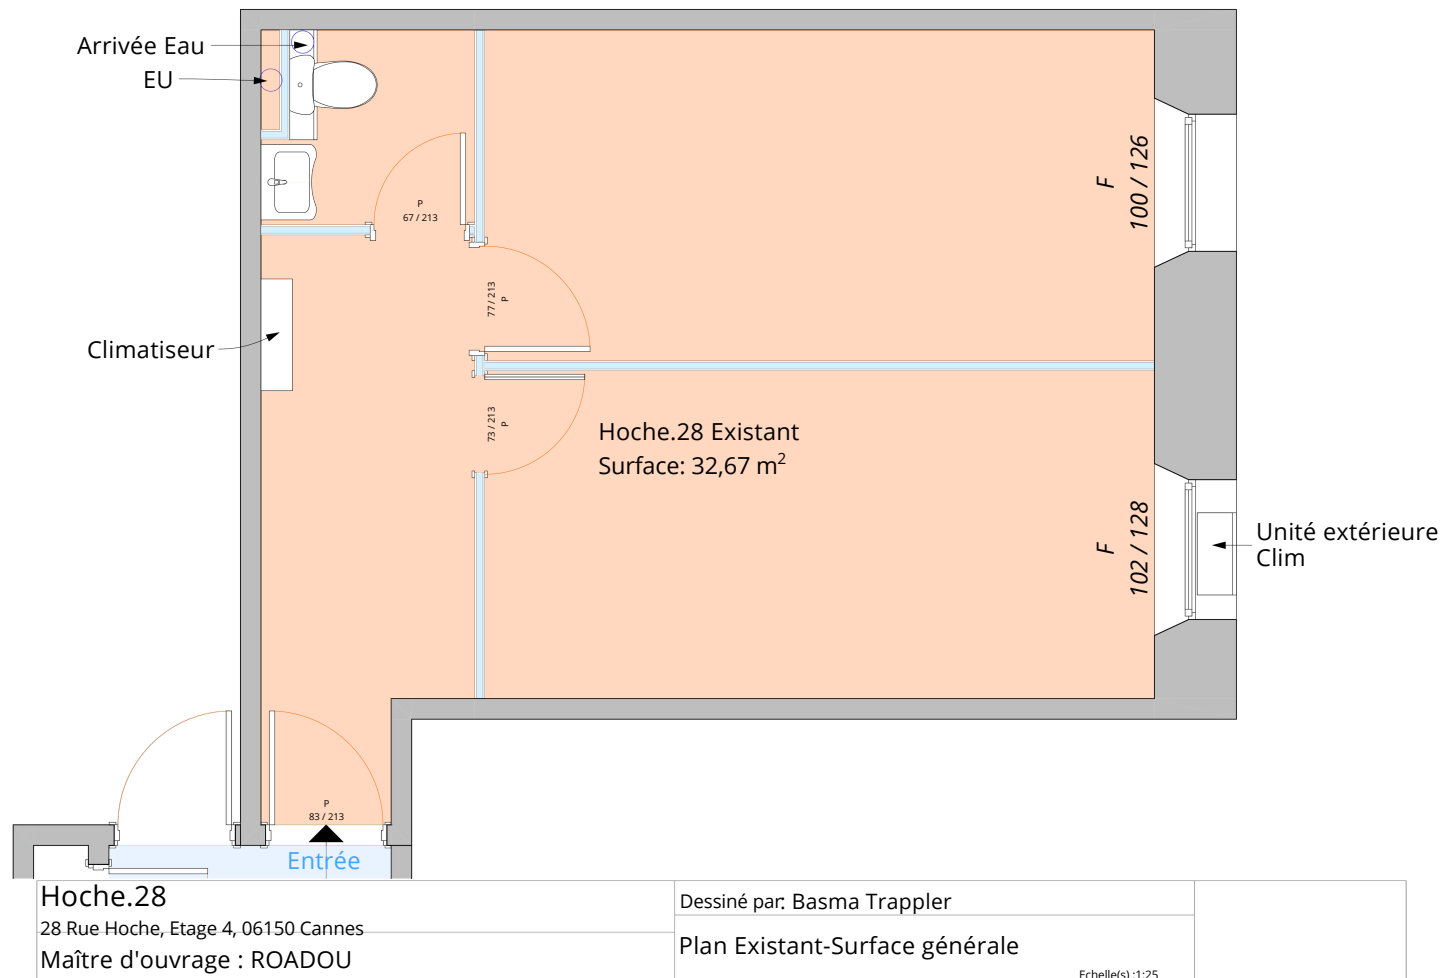 Arrivée Eau
EU
P
67 / 213
F
100 / 126
77 / 213
P
Climatiseur
73 / 213
P
Hoche.28 Existant
Surface: 32,67 m²
F
102 / 128
Unité extérieure
Clim
P
83 / 213
Entrée
Hoche.28
28 Rue Hoche, Etage 4, 06150 Cannes
Maître d'ouvrage : ROADOU
Dessiné par: Basma Trappler
Plan Existant-Surface générale
Echelle(s) :1:25